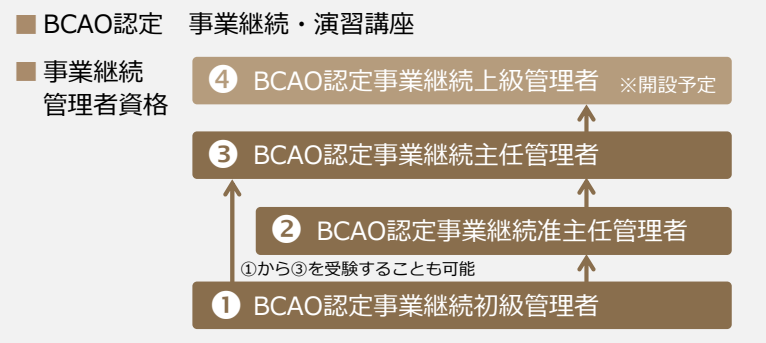 ■ BCAO認定　事業継続・演習講座
■ 事業継続
管理者資格
❹ BCAO認定事業継続上級管理者 ※開設予定
❸ BCAO認定事業継続主任管理者
❷ BCAO認定事業継続准主任管理者
①から③を受験することも可能
❶ BCAO認定事業継続初級管理者